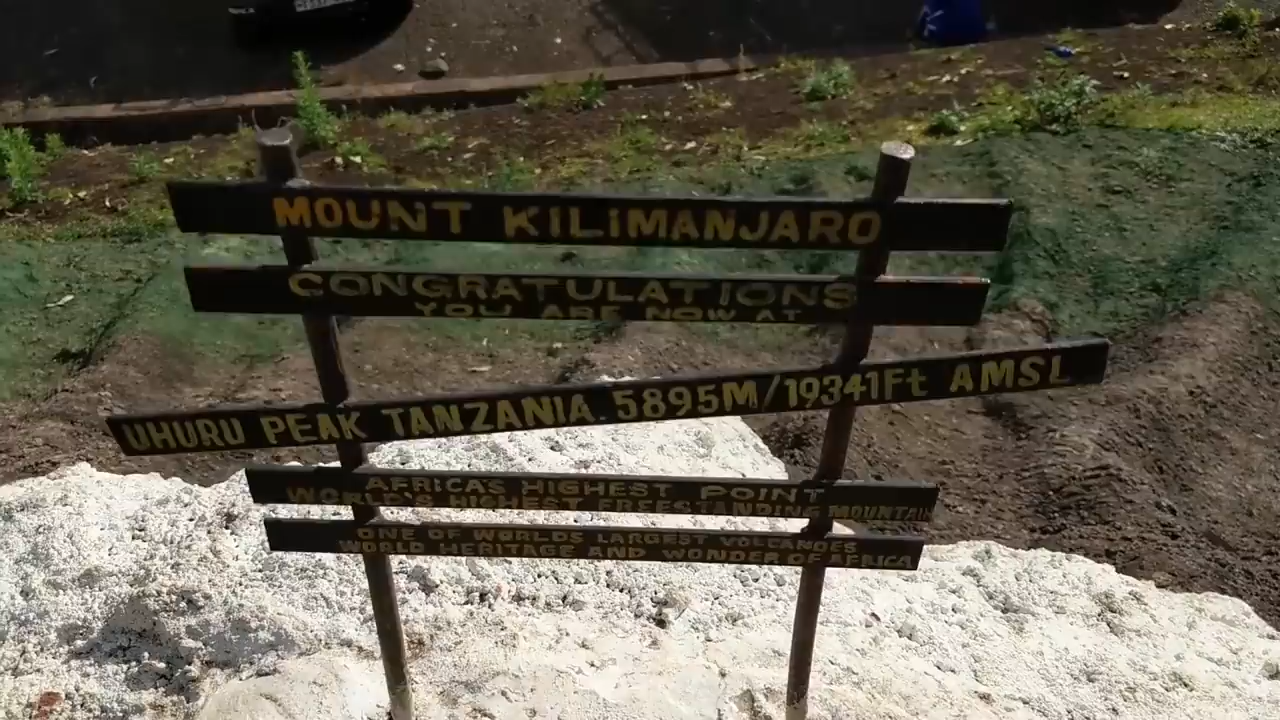 MOUNT KILIMANJARO
CONGRATULATIONS
YOU ARE NOW AT
UHURU PEAK TANZANIA 5895M/19341Ft AMSL
AFRICA'S HIGHEST POINT
WORLD'S HIGHEST FREESTANDING MOUNTAIN
ONE OF WORLDS LARGEST VOLCANOES
WORLD HERITAGE AND WONDER OF AFRICA